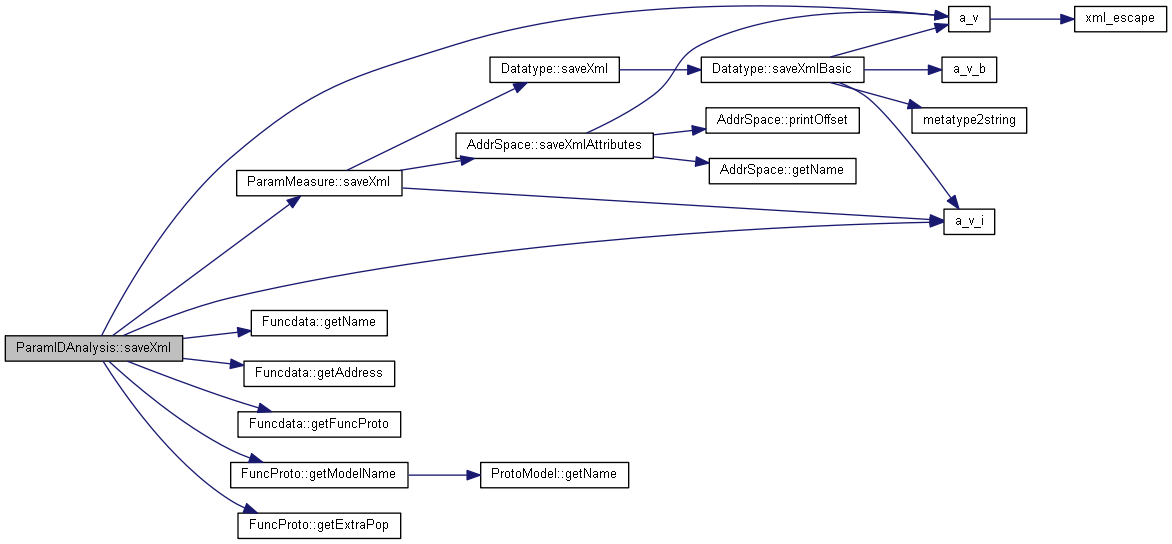 a_v
xml_escape
Datatype::saveXml
Datatype::saveXmlBasic
a_v_b
AddrSpace::printOffset
metatype2string
AddrSpace::saveXmlAttributes
AddrSpace::getName
ParamMeasure::saveXml
a_v_i
Funcdata::getName
ParamIDAnalysis::saveXml
Funcdata::getAddress
Funcdata::getFuncProto
FuncProto::getModelName
ProtoModel::getName
FuncProto::getExtraPop